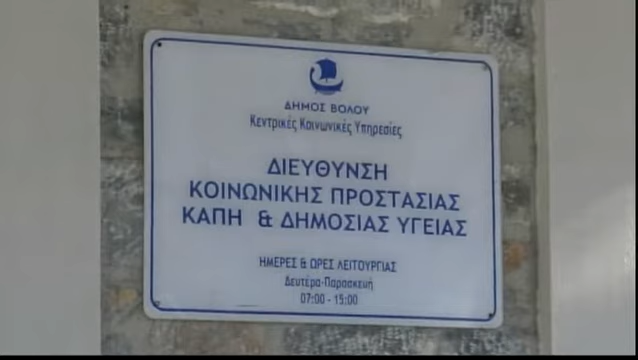 ΔΗΜΟΣ ΒΟΛΟΥ
Κεντρικές Κοινωνικές Υπηρεσίες
ΔΙΕΥΘΥΝΣΗ
ΚΟΙΝΩΝΙΚΗΣ ΠΡΟΣΤΑΣΙΑΣ
ΚΑΠΗ & ΔΗΜΟΣΙΑΣ ΥΓΕΙΑΣ
ΗΜΕΡΕΣ & ΩΡΕΣ ΛΕΙΤΟΥΡΓΙΑΣ
Δευτέρα-Παρασκευή
07:00 - 15:00